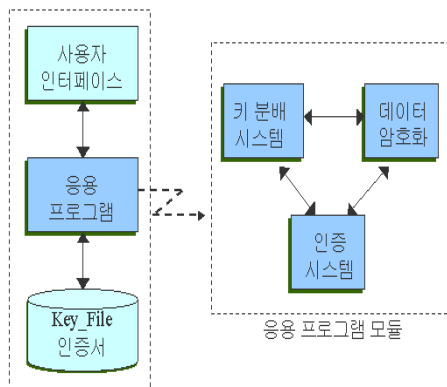 사용자
인터페이스
응용
프로그램
Key_File
인증서
키 분배
시스템
데이터
암호화
인증
시스템
응용 프로그램 모듈